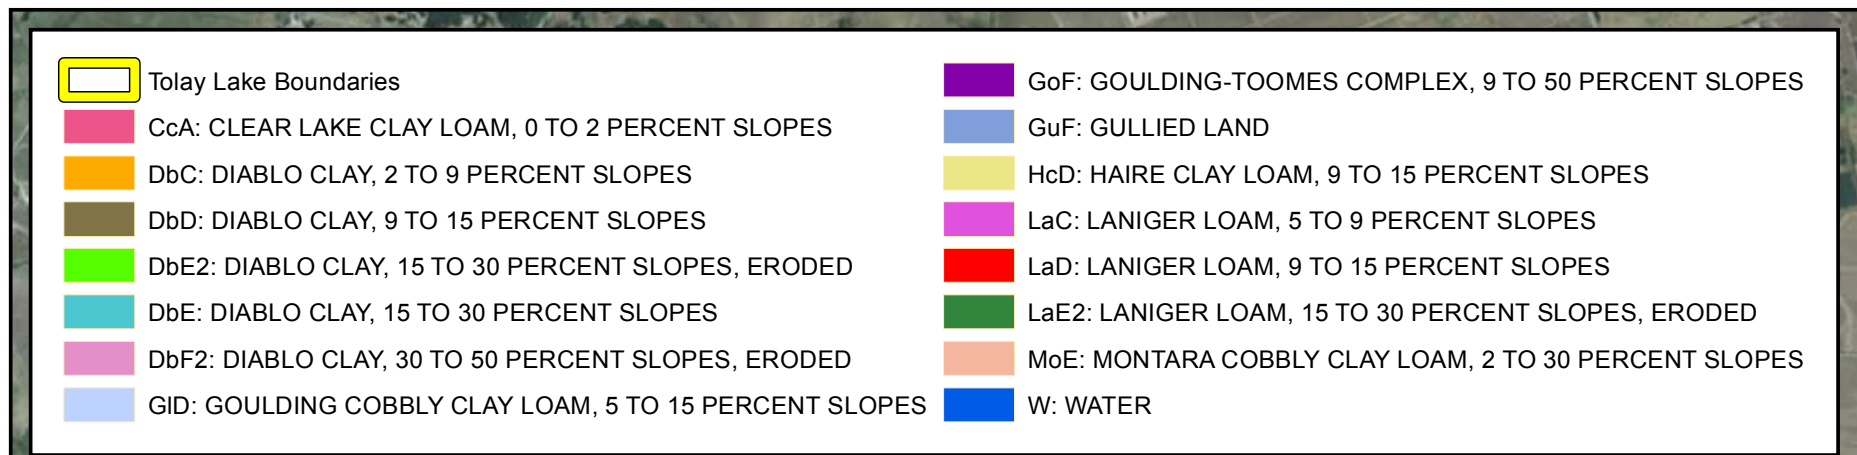 Tolay Lake Boundaries
CcA: CLEAR LAKE CLAY LOAM, 0 TO 2 PERCENT SLOPES
DbC: DIABLO CLAY, 2 TO 9 PERCENT SLOPES
DbD: DIABLO CLAY, 9 TO 15 PERCENT SLOPES
DbE2: DIABLO CLAY, 15 TO 30 PERCENT SLOPES, ERODED
DbE: DIABLO CLAY, 15 TO 30 PERCENT SLOPES
DbF2: DIABLO CLAY, 30 TO 50 PERCENT SLOPES, ERODED
GlD: GOULDING COBBLY CLAY LOAM, 5 TO 15 PERCENT SLOPES
GoF: GOULDING-TOOMES COMPLEX, 9 TO 50 PERCENT SLOPES
GuF: GULLIED LAND
HcD: HAIRE CLAY LOAM, 9 TO 15 PERCENT SLOPES
LaC: LANIGER LOAM, 5 TO 9 PERCENT SLOPES
LaD: LANIGER LOAM, 9 TO 15 PERCENT SLOPES
LaE2: LANIGER LOAM, 15 TO 30 PERCENT SLOPES, ERODED
MoE: MONTARA COBBLY CLAY LOAM, 2 TO 30 PERCENT SLOPES
W: WATER